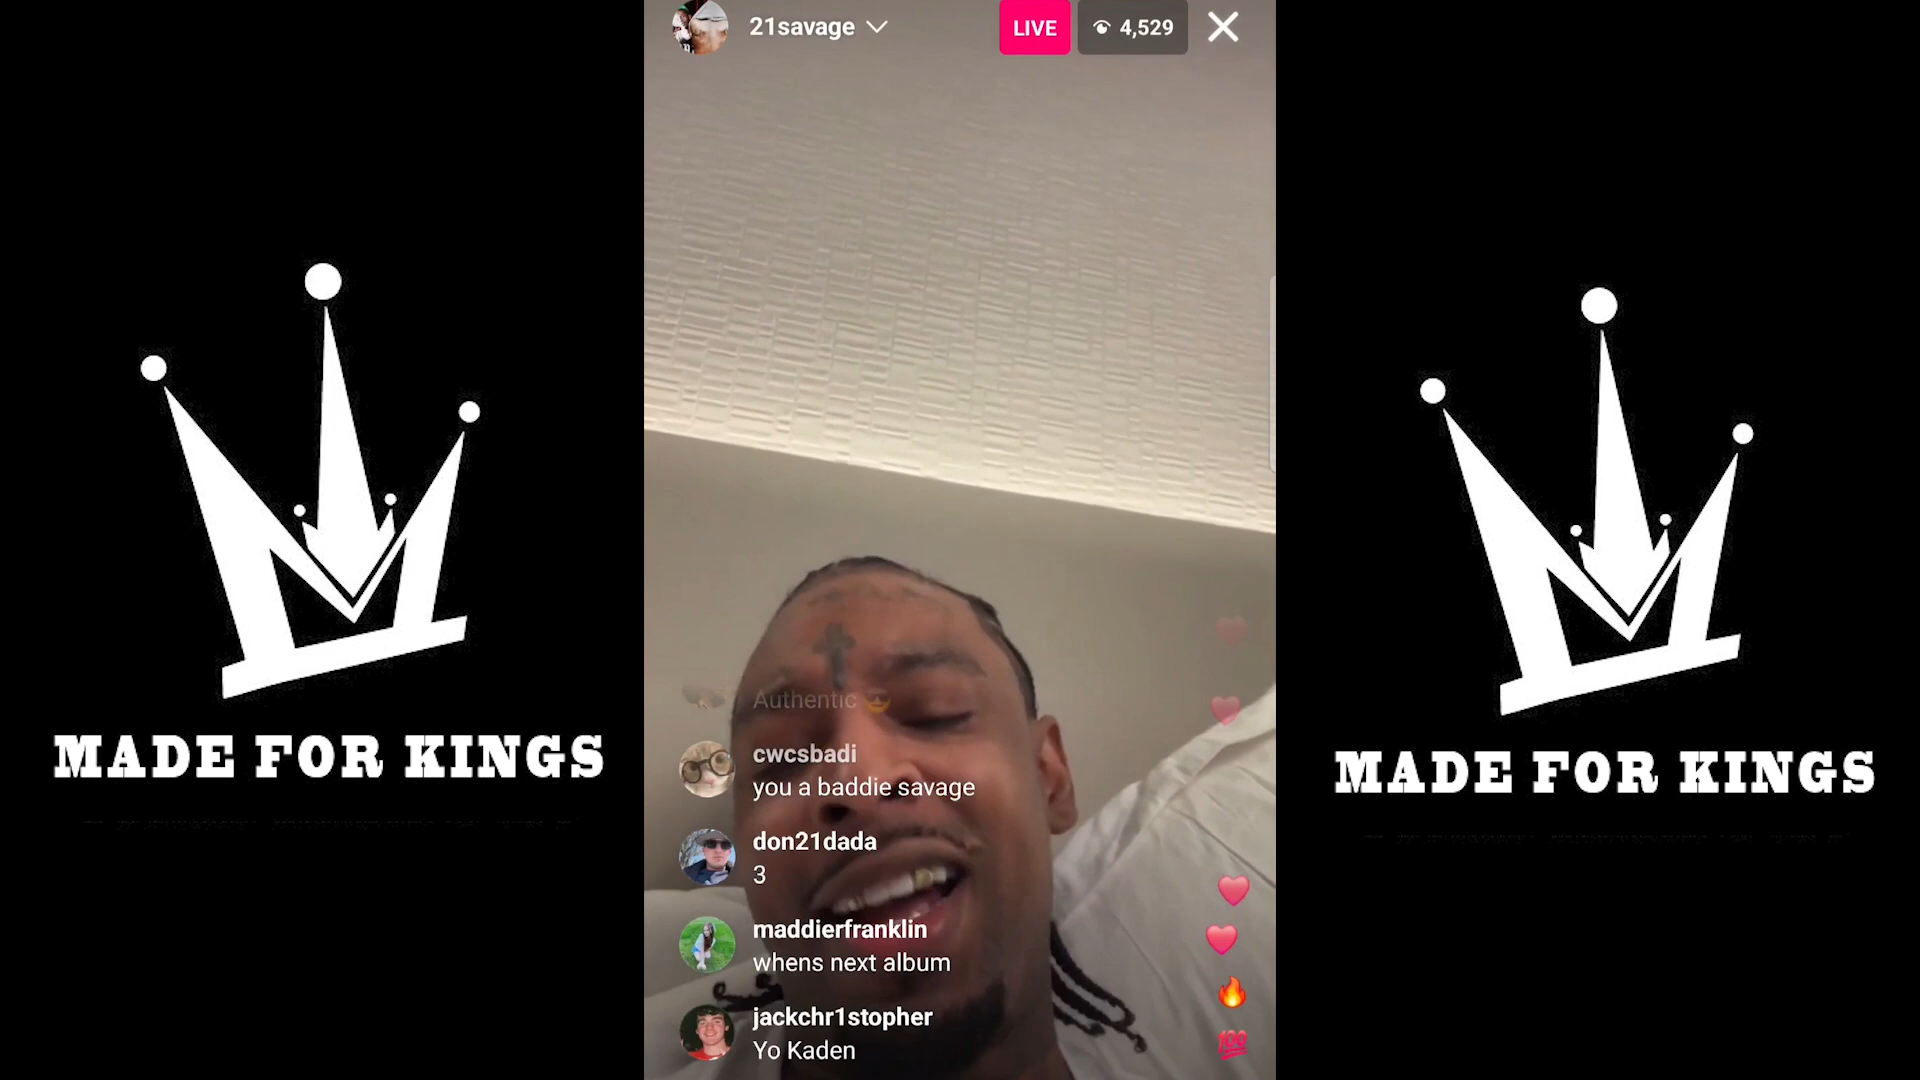 21savage
LIVE
4,529
Authentic
cwcsbadi
you a baddie savage
don21dada
3
maddierfranklin
whens next album
jackchr1stopher
Yo Kaden
100
MADE FOR KINGS
MADE FOR KINGS